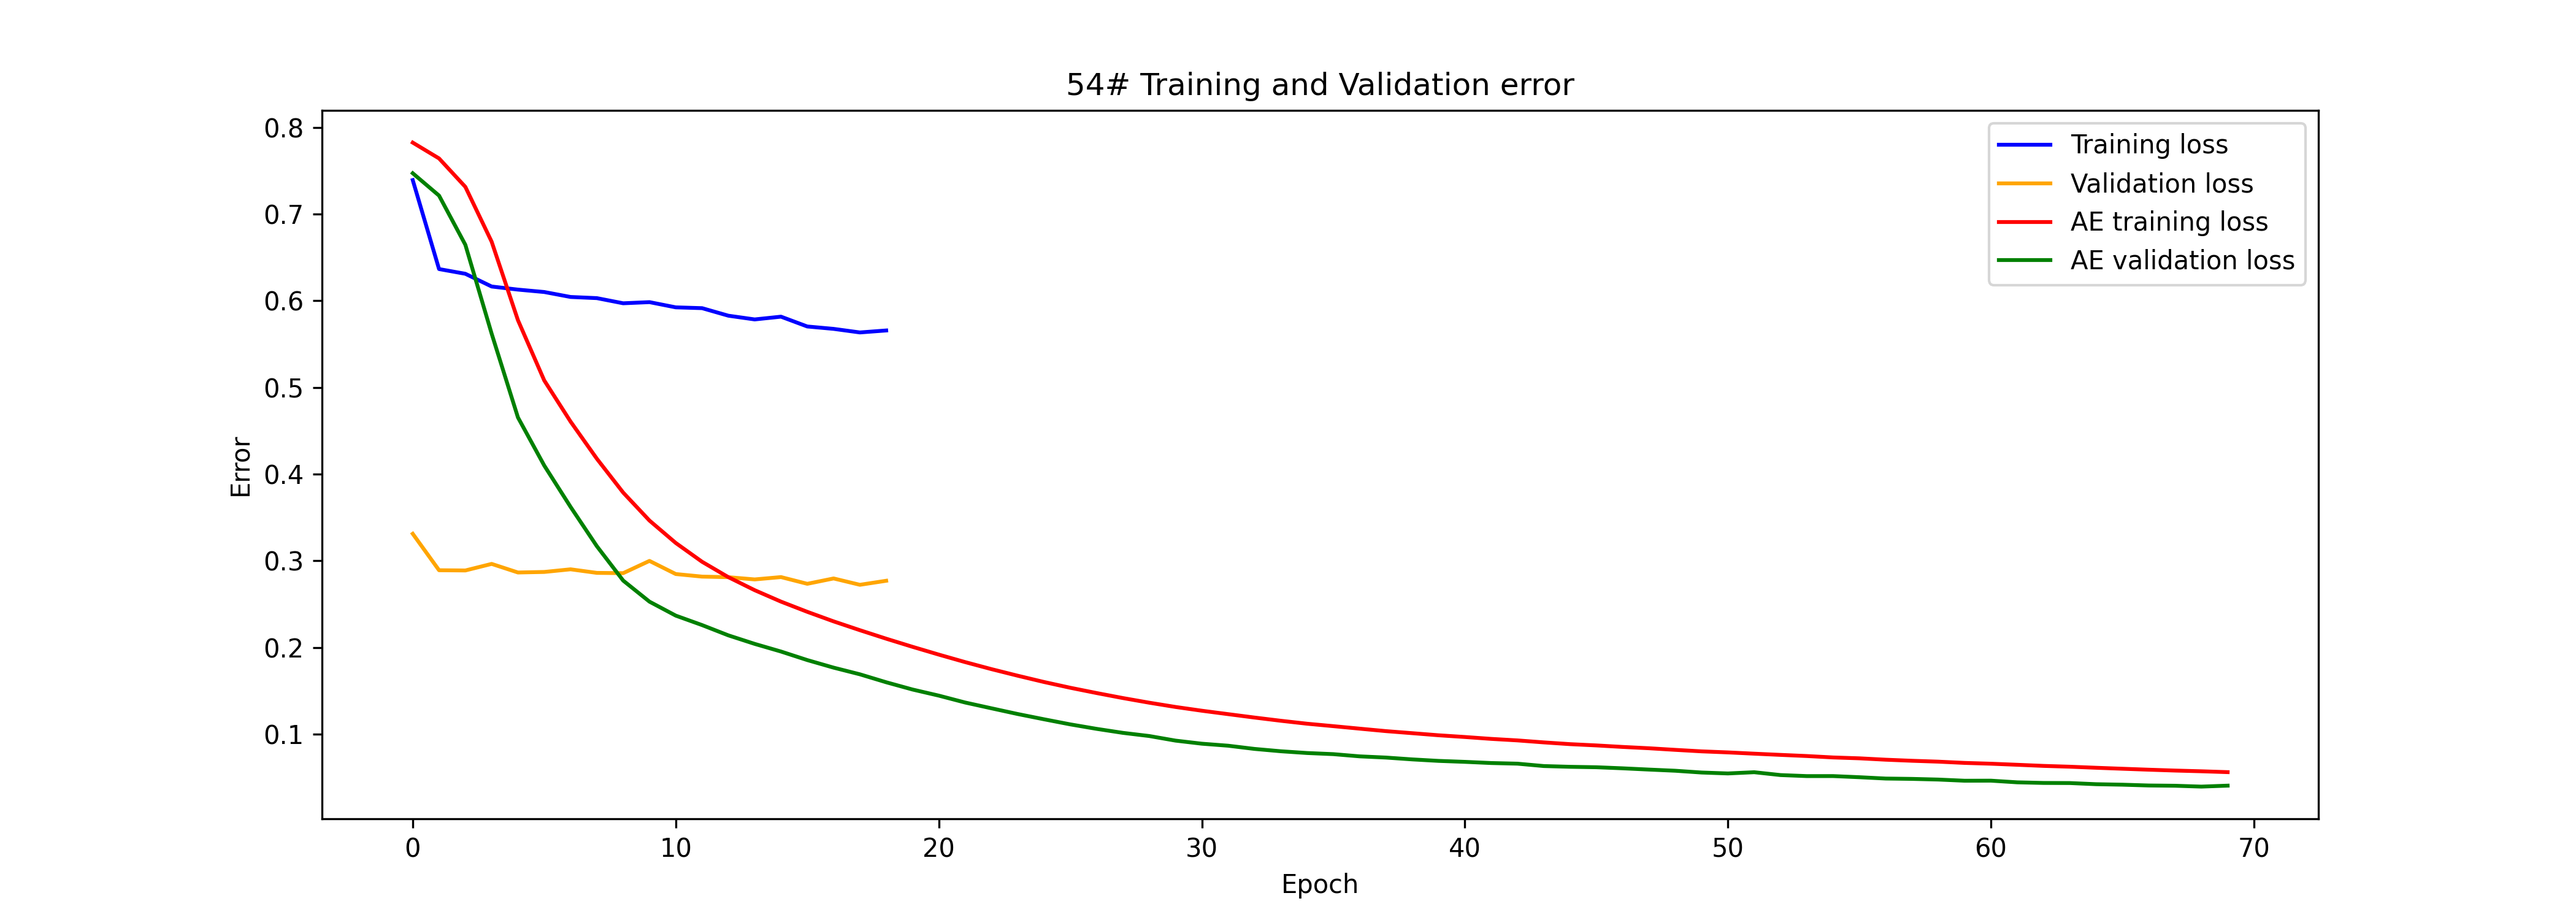 54# Training and Validation error
Error
0.8
0.7
0.6
0.5
0.4
0.3
0.2
0.1
Training loss
Validation loss
AE training loss
AE validation loss
0 10 20 30 40 50 60 70
Epoch